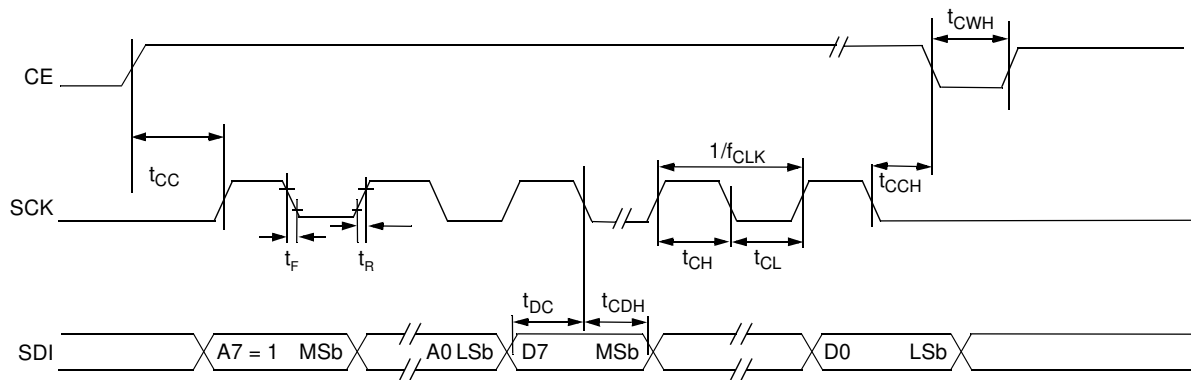 tCWH
CE
1/fCLK
tCC
tCCH
SCK
tF
tR
tCH
tCL
tDC
tCDH
SDI
A7 = 1 MSb
A0 LSb
D7 MSb
D0 LSb